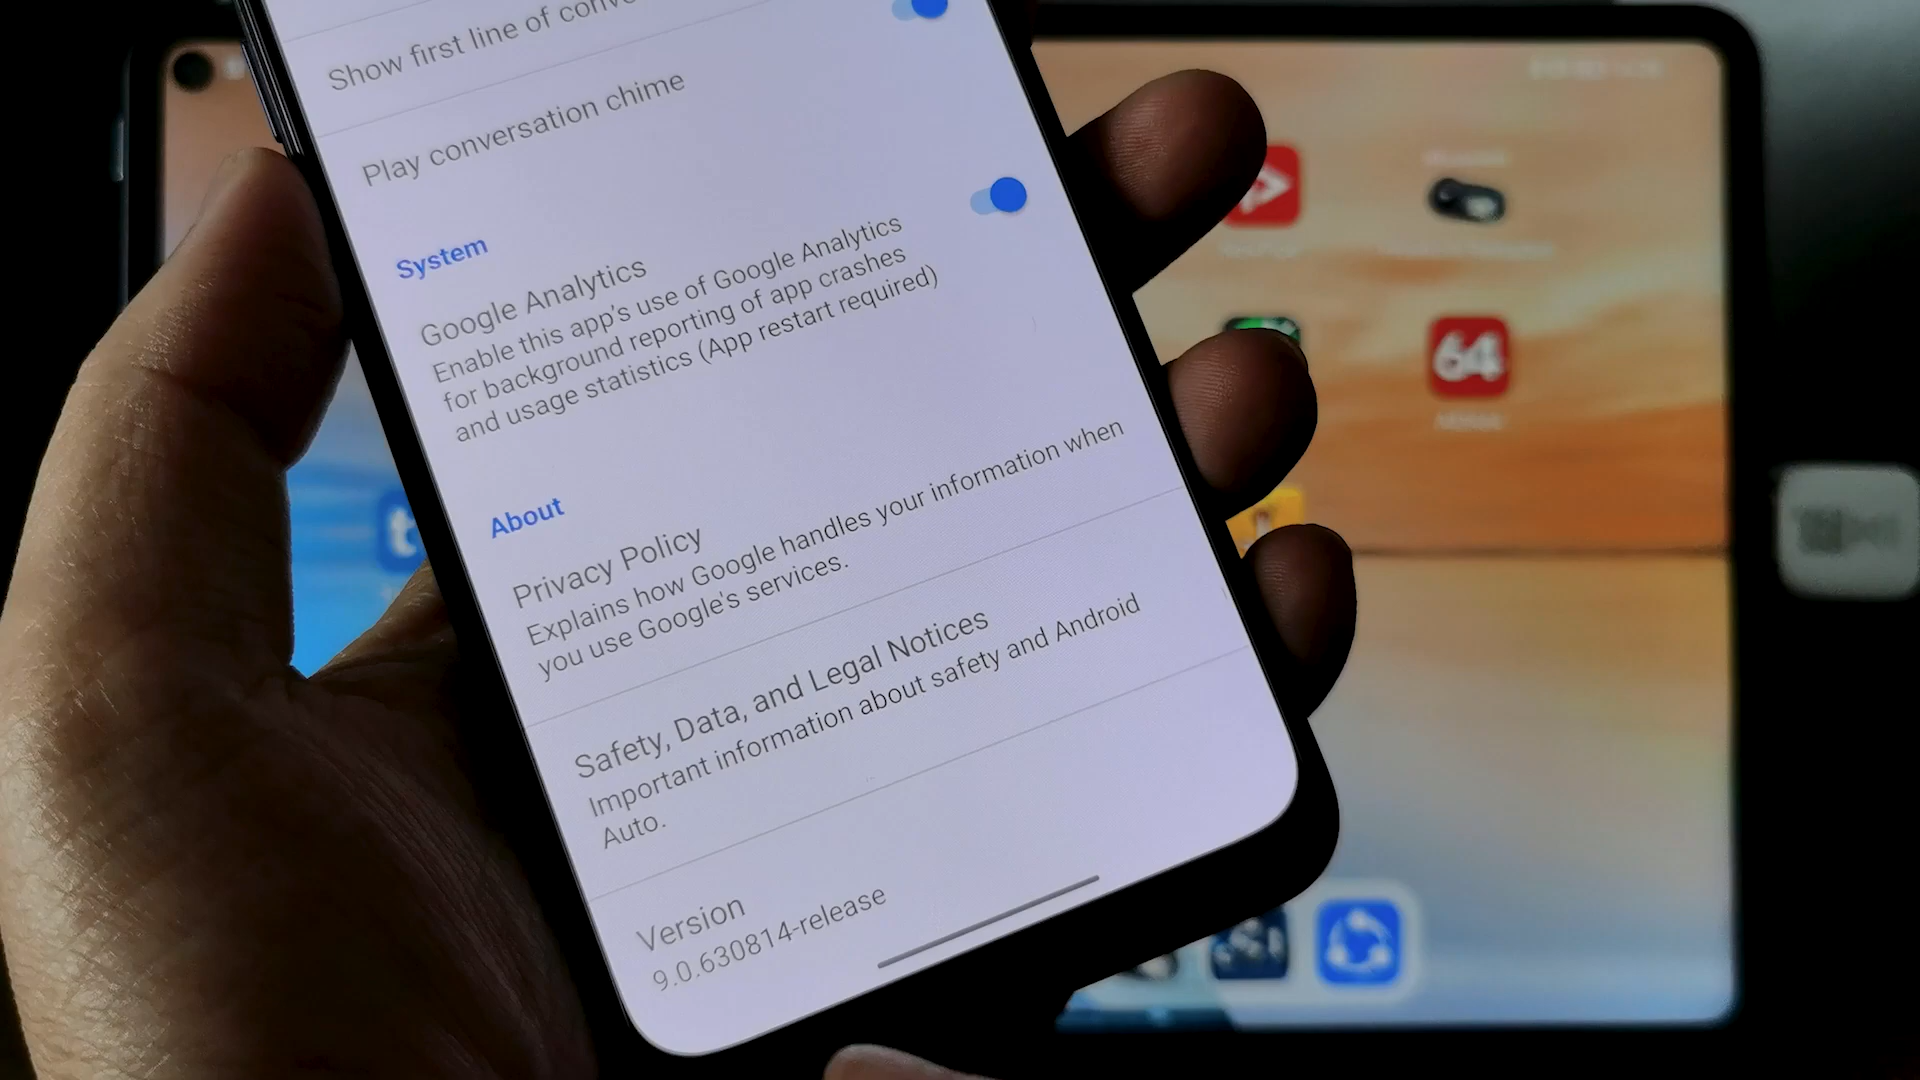 Show first line of
Play conversation chime
System
Google Analytics
Enable this app's use of Google Analytics
for background reporting of app crashes
and usage statistics (App restart required)
About
Privacy Policy
Explains how Google handles your information when
you use Google's services.
Safety, Data, and Legal Notices
Important information about safety and Android
Auto.
Version
9.0.630814-release
64